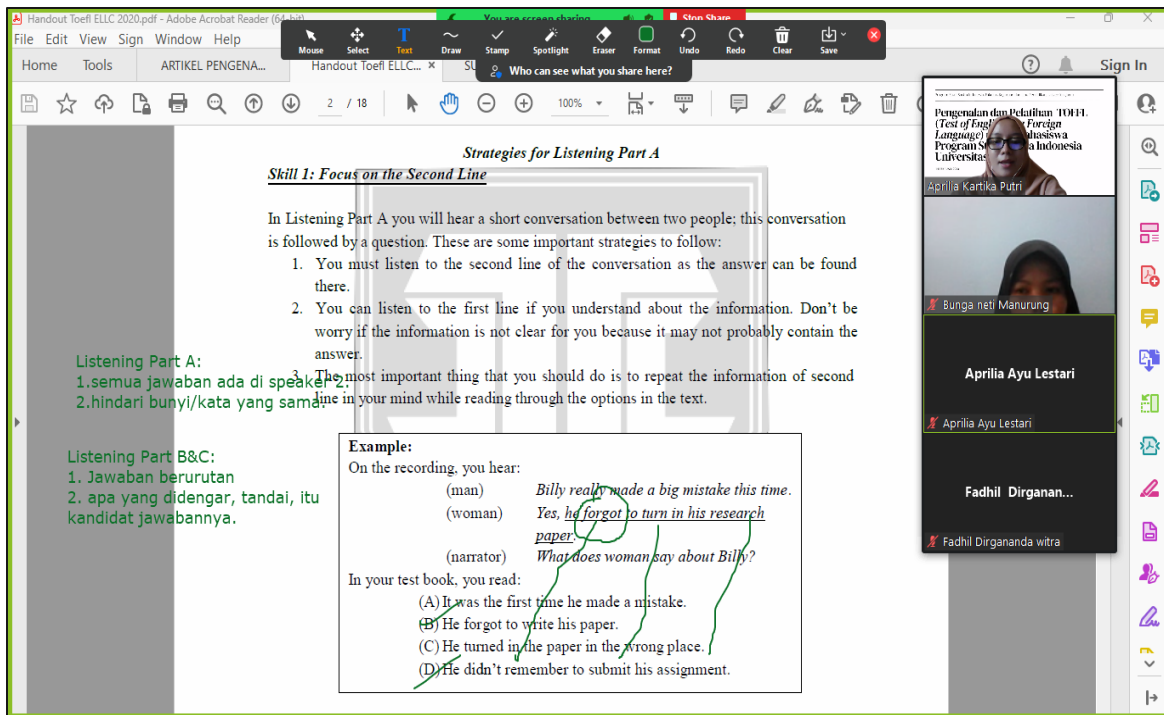 Handout Toefl ELLC 2020.pdf - Adobe Acrobat Reader (64-bit)
You are screen sharing
Stop Share
File Edit View Sign Window Help
Mouse Select Text Draw Stamp Spotlight Eraser Format Undo Redo Clear Save
Who can see what you share here?
Home Tools ARTIKEL PENGENA... Handout Toefl ELLC... × SU
Sign In
2 / 18 100%
Strategies for Listening Part A
Skill 1: Focus on the Second Line
In Listening Part A you will hear a short conversation between two people; this conversation
is followed by a question. These are some important strategies to follow:
1. You must listen to the second line of the conversation as the answer can be found
there.
2. You can listen to the first line if you understand about the information. Don't be
worry if the information is not clear for you because it may not probably contain the
answer.
3. The most important thing that you should do is to repeat the information of second
line in your mind while reading through the options in the text.
Listening Part A:
1.semua jawaban ada di speaker 2.
2.hindari bunyi/kata yang sama.
Listening Part B&C:
1. Jawaban berurutan
2. apa yang didengar, tandai, itu
kandidat jawabannya.
Example:
On the recording, you hear:
(man) Billy really made a big mistake this time.
(woman) Yes, he forgot to turn in his research
paper.
(narrator) What does woman say about Billy?
In your test book, you read:
(A) It was the first time he made a mistake.
(B) He forgot to write his paper.
(C) He turned in the paper in the wrong place.
(D) He didn't remember to submit his assignment.
Pengenalan dan Pelatihan TOEFL
(Test of Foreign
Language)
Program Indonesia
Universitas
Aprilia Kartika Putri
Bunga neti Manurung
Aprilia Ayu Lestari
Aprilia Ayu Lestari
Fadhil Dirganan...
Fadhil Dirgananda witra